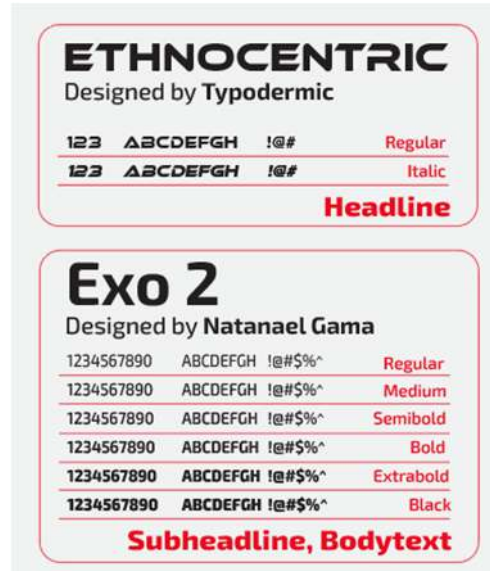 ETHNOCENTRIC
Designed by Typodermic
123 ABCDEFGH !@# Regular
123 ABCDEFGH !@# Italic
Headline
Exo 2
Designed by Natanael Gama
1234567890 ABCDEFGH !@#$%^ Regular
1234567890 ABCDEFGH !@#$%^ Medium
1234567890 ABCDEFGH !@#$%^ Semibold
1234567890 ABCDEFGH !@#$%^ Bold
1234567890 ABCDEFGH !@#$%^ Extrabold
1234567890 ABCDEFGH !@#$%^ Black
Subheadline, Bodytext